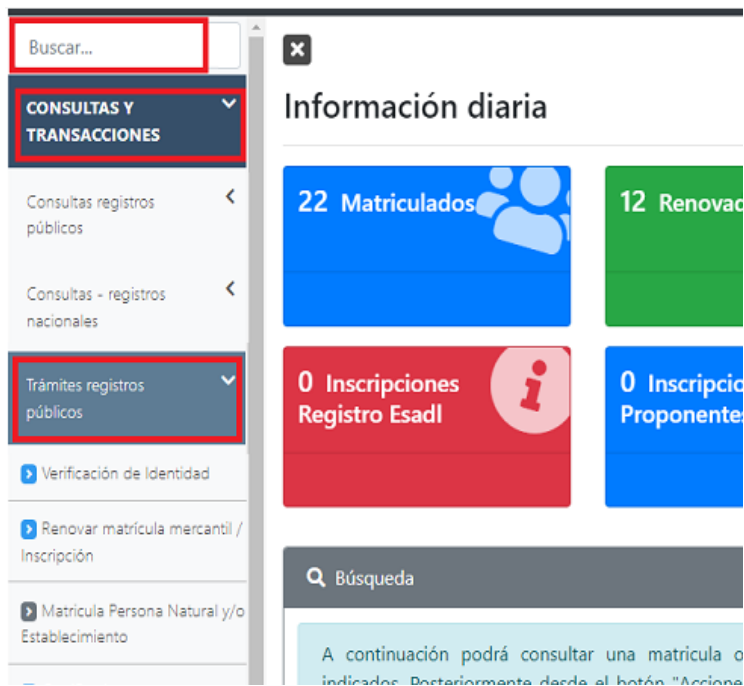 Buscar...
CONSULTAS Y
TRANSACCIONES
Consultas registros
públicos
Consultas - registros
nacionales
Trámites registros
públicos
Verificación de Identidad
Renovar matrícula mercantil /
Inscripción
Matricula Persona Natural y/o
Establecimiento
Información diaria
22 Matriculados
12 Renovad
0 Inscripciones
Registro Esadl
0 Inscripcio
Proponentes
Búsqueda
A continuación podrá consultar una matricula o
indicados. Posteriormente desde el botón "Accione